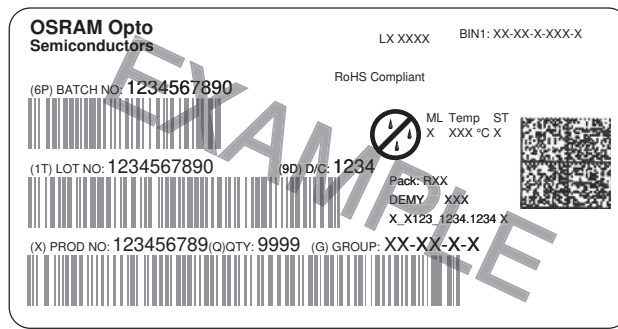 OSRAM Opto
Semiconductors
LX XXXX
BIN1: XX-XX-X-XXX-X
RoHS Compliant
(6P) BATCH NO: 1234567890
ML Temp ST
X XXX °C X
(1T) LOT NO: 1234567890 (9D) D/C: 1234
Pack: RXX
DEMY XXX
X_X123_1234.1234 X
(X) PROD NO: 123456789(Q)QTY: 9999 (G) GROUP: XX-XX-X-X
EXAMPLE